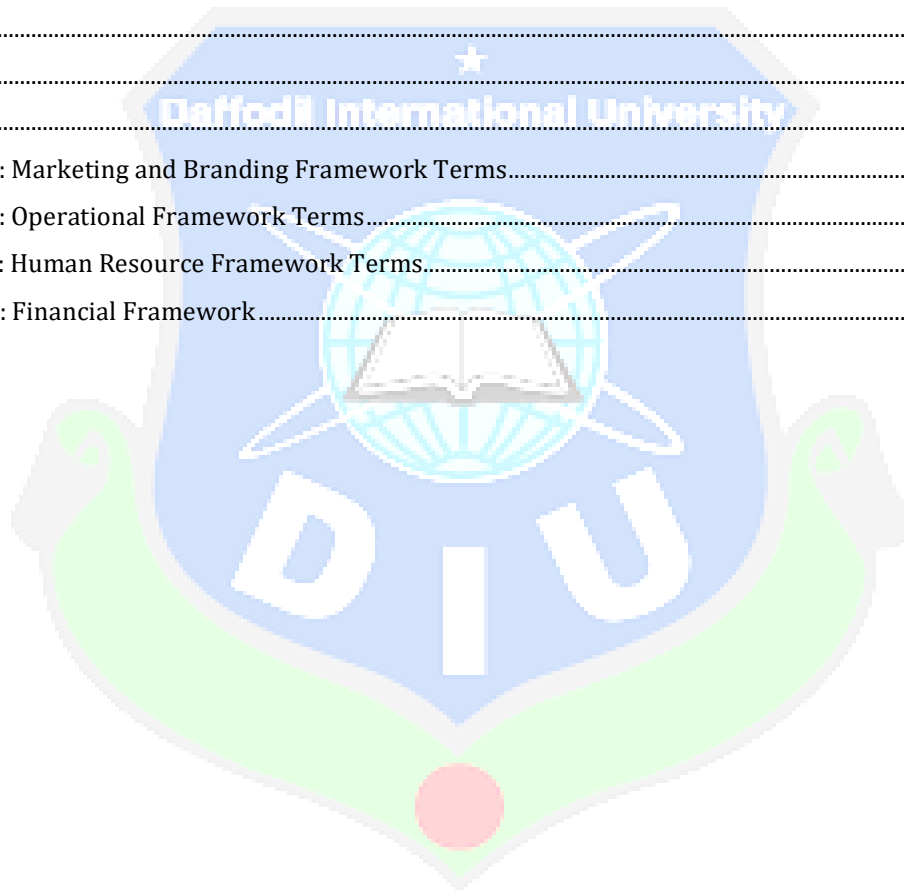 ................................................................................
................................................................................
Daffodil International University
................................................................................
: Marketing and Branding Framework Terms................................................................................
: Operational Framework Terms................................................................................
: Human Resource Framework Terms................................................................................
: Financial Framework................................................................................
D I U